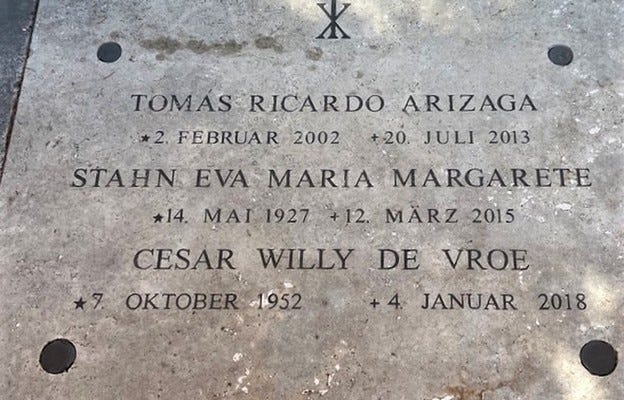 TOMAS RICARDO ARIZAGA
★2. FEBRUAR 2002 +20. JULI 2013
STAHN EVA MARIA MARGARETE
★14. MAI 1927 +12. MÄRZ 2015
CESAR WILLY DE VROE
★7. OKTOBER 1952 +4. JANUAR 2018